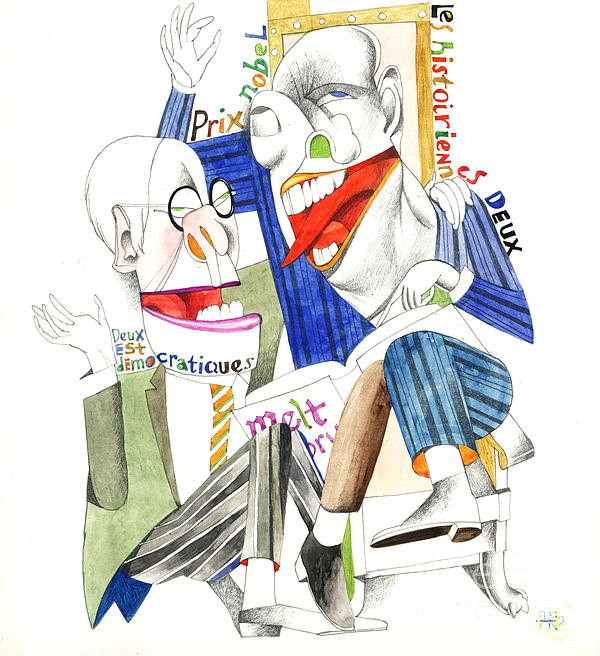 Prix nobel
Les histoiriennes Deux
Deux
Est
démocratiques
melt